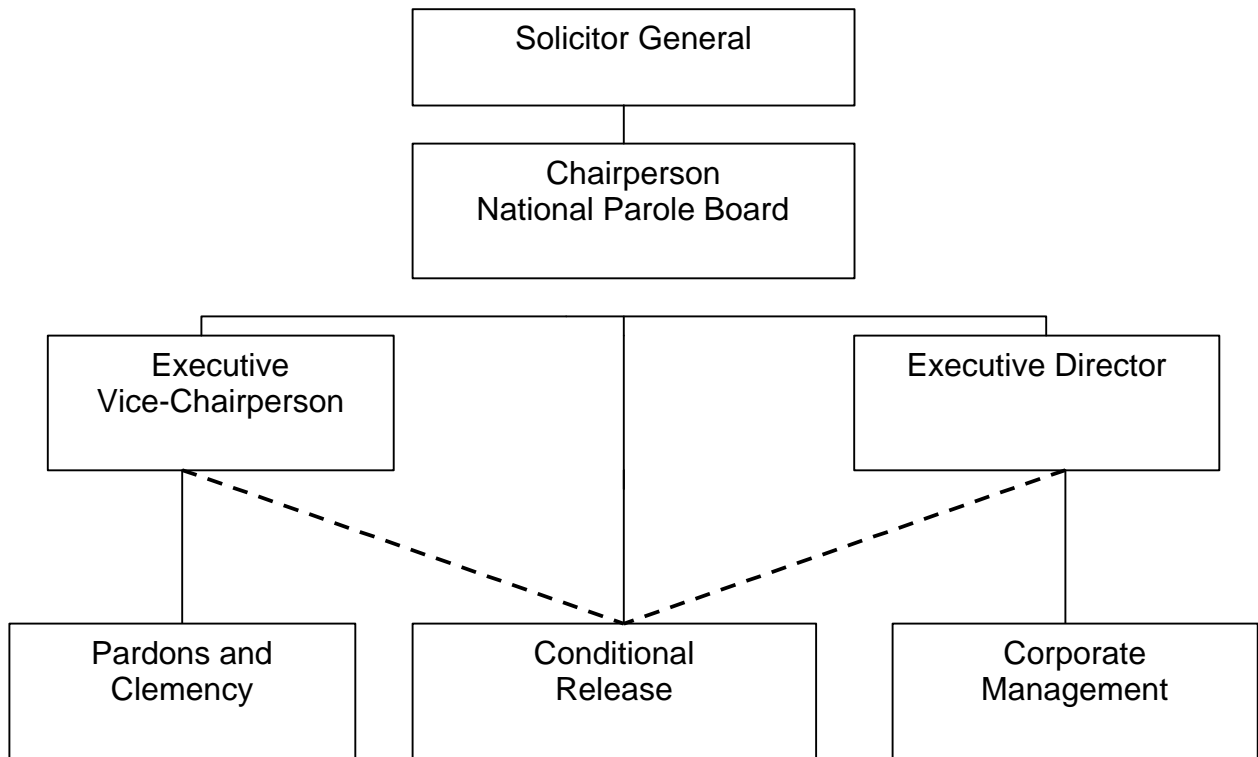 Solicitor General
Chairperson
National Parole Board
Executive
Vice-Chairperson
Executive Director
Pardons and
Clemency
Conditional
Release
Corporate
Management